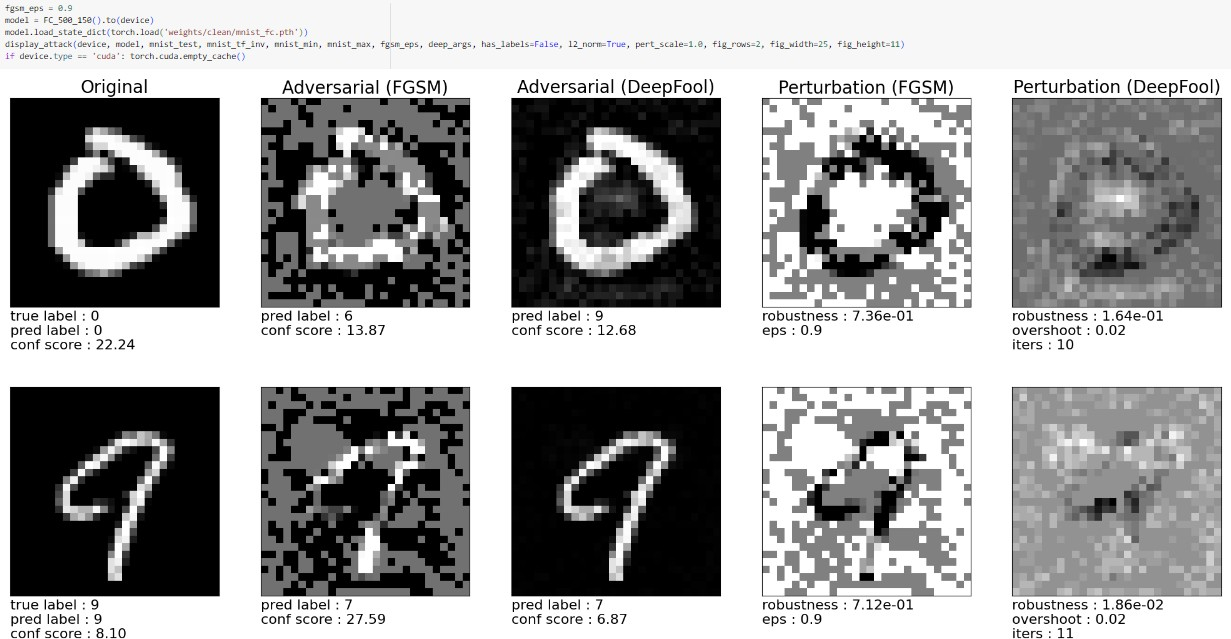 fgsm_eps = 0.9
model = FC_500_150().to(device)
model.load_state_dict(torch.load('weights/clean/mnist_fc.pth'))
display_attack(device, model, mnist_test, mnist_tf_inv, mnist_min, mnist_max, fgsm_eps, deep_args, has_labels=False, l2_norm=True, pert_scale=1.0, fig_rows=2, fig_width=25, fig_height=11)
if device.type == 'cuda': torch.cuda.empty_cache()
Original Adversarial (FGSM) Adversarial (DeepFool) Perturbation (FGSM) Perturbation (DeepFool)
true label : 0 pred label : 6 pred label : 9 robustness : 7.36e-01 robustness : 1.64e-01
pred label : 0 conf score : 13.87 conf score : 12.68 eps : 0.9 overshoot : 0.02
conf score : 22.24 iters : 10
true label : 9 pred label : 7 pred label : 7 robustness : 7.12e-01 robustness : 1.86e-02
pred label : 9 conf score : 27.59 conf score : 6.87 eps : 0.9 overshoot : 0.02
conf score : 8.10 iters : 11